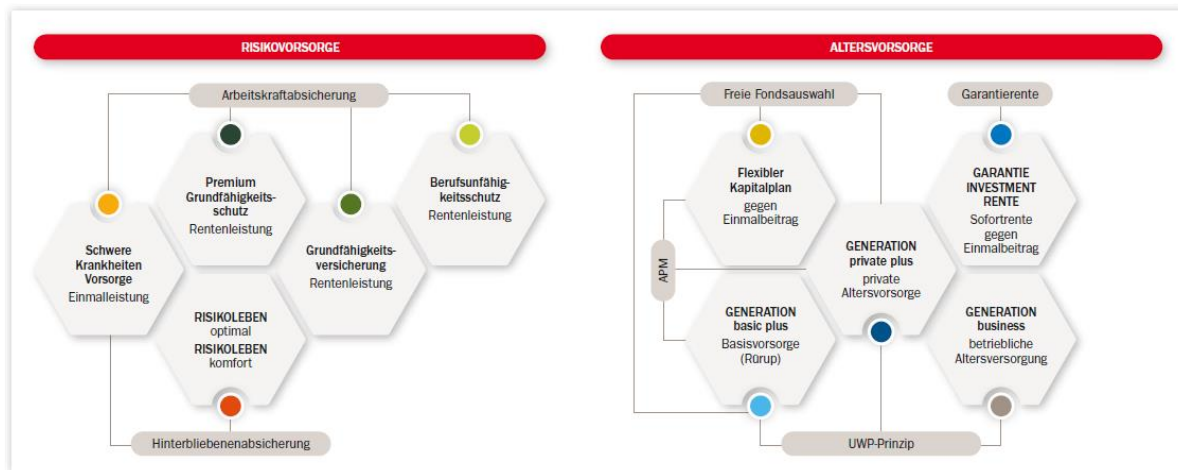 RISIKOVORSORGE
Arbeitskraftabsicherung
Premium
Grundfähigkeits-
schutz
Rentenleistung
Berufsunfähig-
keitsschutz
Rentenleistung
Schwere
Krankheiten
Vorsorge
Einmalleistung
Grundfähigkeits-
versicherung
Rentenleistung
RISIKOLEBEN
optimal
RISIKOLEBEN
komfort
Hinterbliebenenabsicherung
ALTERSVORSORGE
Freie Fondsauswahl
Garantierente
Flexibler
Kapitalplan
gegen
Einmalbeitrag
GARANTIE
INVESTMENT
RENTE
Sofortrente
gegen
Einmalbeitrag
APM
GENERATION
private plus
private
Altersvorsorge
GENERATION
basic plus
Basisvorsorge
(Rürup)
GENERATION
business
betriebliche
Altersversorgung
UWP-Prinzip